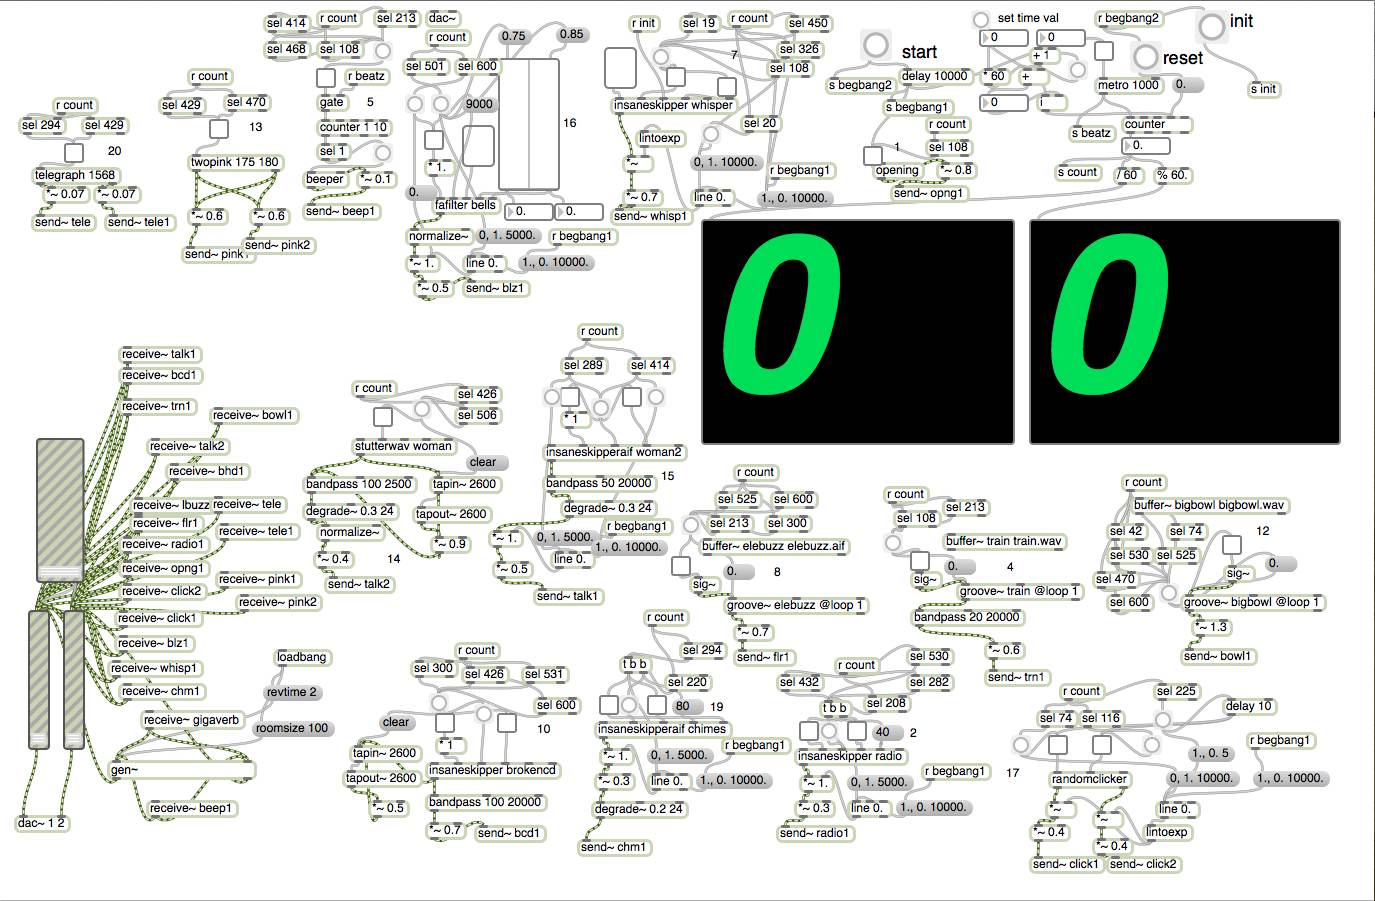 sel 414
r count
sel 213
dac~
sel 468
sel 108
r count
0.75
0.85
sel 501
sel 600
r count
r beatz
gate
5
9000
sel 429
sel 470
13
counter 1 10
16
sel 1
* 1.
r count
sel 294
sel 429
20
twopink 175 180
beeper
*~ 0.1
0.
telegraph 1568
*~ 0.07
*~ 0.07
send~ tele
send~ tele1
*~ 0.6
*~ 0.6
send~ beep1
farilter bells
0.
0.
send~ pink1
send~ pink2
normalize~
0, 1. 5000.
r begbang1
*~ 1.
line 0.
1., 0. 10000.
*~ 0.5
send~ blz1
r init
sel 19
r count
sel 450
7
sel 326
sel 108
insaneskipper whisper
sel 20
lintoexp
*~
0, 1. 10000.
r begbang1
*~ 0.7
line 0.
1., 0. 10000.
send~ whisp1
start
s begbang2
delay 10000
s begbang1
r count
1
sel 108
opening
*~ 0.8
send~ opng1
set time val
0
0
+ 1
* 60
+
0
i
r begbang2
init
reset
metro 1000
0.
s init
s beatz
counter
0.
s count
/ 60
% 60.
0
0
receive~ talk1
receive~ bcd1
receive~ trn1
receive~ bowl1
receive~ talk2
receive~ bhd1
receive~ lbuzz
receive~ tele
receive~ flr1
receive~ tele1
receive~ radio1
receive~ opng1
receive~ pink1
receive~ click2
receive~ pink2
receive~ click1
receive~ blz1
receive~ whisp1
receive~ chm1
loadbang
revtime 2
receive~ gigaverb
roomsize 100
gen~
receive~ beep1
dac~ 1 2
r count
sel 426
sel 506
stutterwav woman
clear
bandpass 100 2500
tapin~ 2600
degrade~ 0.3 24
tapout~ 2600
normalize~
*~ 0.9
*~ 0.4
14
send~ talk2
r count
sel 289
sel 414
* 1
insaneskipperaif woman2
15
bandpass 50 20000
degrade~ 0.3 24
r begbang1
*~ 1.
0, 1. 5000.
1., 0. 10000.
line 0.
*~ 0.5
send~ talk1
r count
sel 525
sel 600
sel 213
sel 300
buffer~ elebuzz elebuzz.aif
0.
8
sig~
groove~ elebuzz @loop 1
*~ 0.7
send~ flr1
r count
sel 213
sel 108
buffer~ train train.wav
0.
4
sig~
groove~ train @loop 1
bandpass 20 20000
*~ 0.6
send~ trn1
r count
buffer~ bigbowl bigbowl.wav
sel 42
sel 74
12
sel 530
sel 525
0.
sel 470
sig~
sel 600
groove~ bigbowl @loop 1
*~ 1.3
send~ bowl1
r count
sel 300
sel 426
sel 531
sel 600
clear
* 1
10
tapin~ 2600
tapout~ 2600
insaneskipper brokencd
*~ 0.5
bandpass 100 20000
*~ 0.7
send~ bcd1
r count
sel 294
t b b
sel 220
80
19
insaneskipperaif chimes
*~ 1.
0, 1. 5000.
r begbang1
*~ 0.3
line 0.
1., 0. 10000.
degrade~ 0.2 24
send~ chm1
r count
sel 530
sel 432
sel 282
t b b
sel 208
40
2
insaneskipper radio
*~ 1.
0, 1. 5000.
r begbang1
*~ 0.3
line 0.
1., 0. 10000.
send~ radio1
r count
sel 225
sel 74
sel 116
delay 10
1., 0. 5
r begbang1
17
randomclicker
0, 1. 10000.
1., 0. 10000.
*~
*~
line 0.
*~ 0.4
lintoexp
*~ 0.4
send~ click1
send~ click2